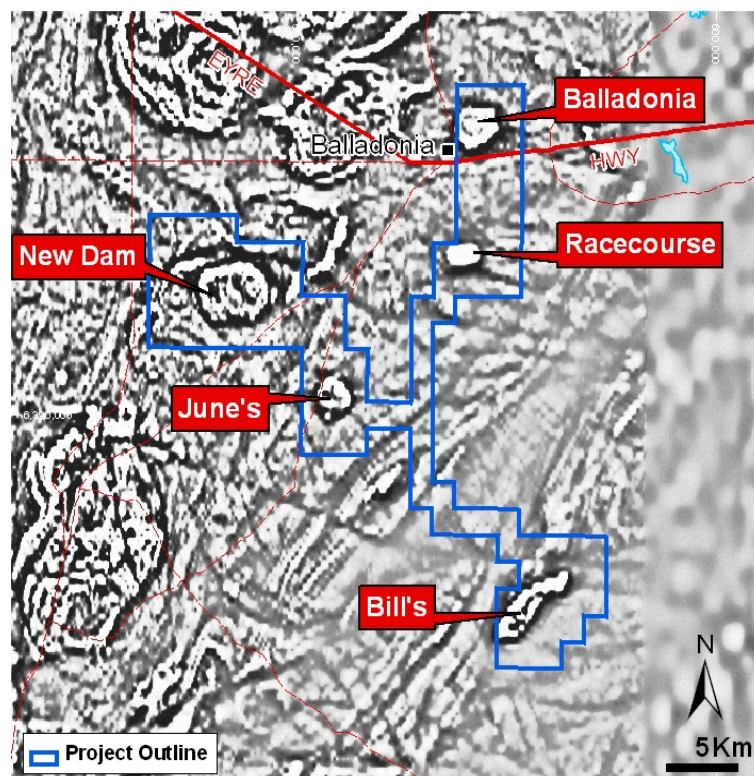 EYRE
Balladonia
Balladonia
HWY
New Dam
Racecourse
June's
Bill's
N
Project Outline
5Km